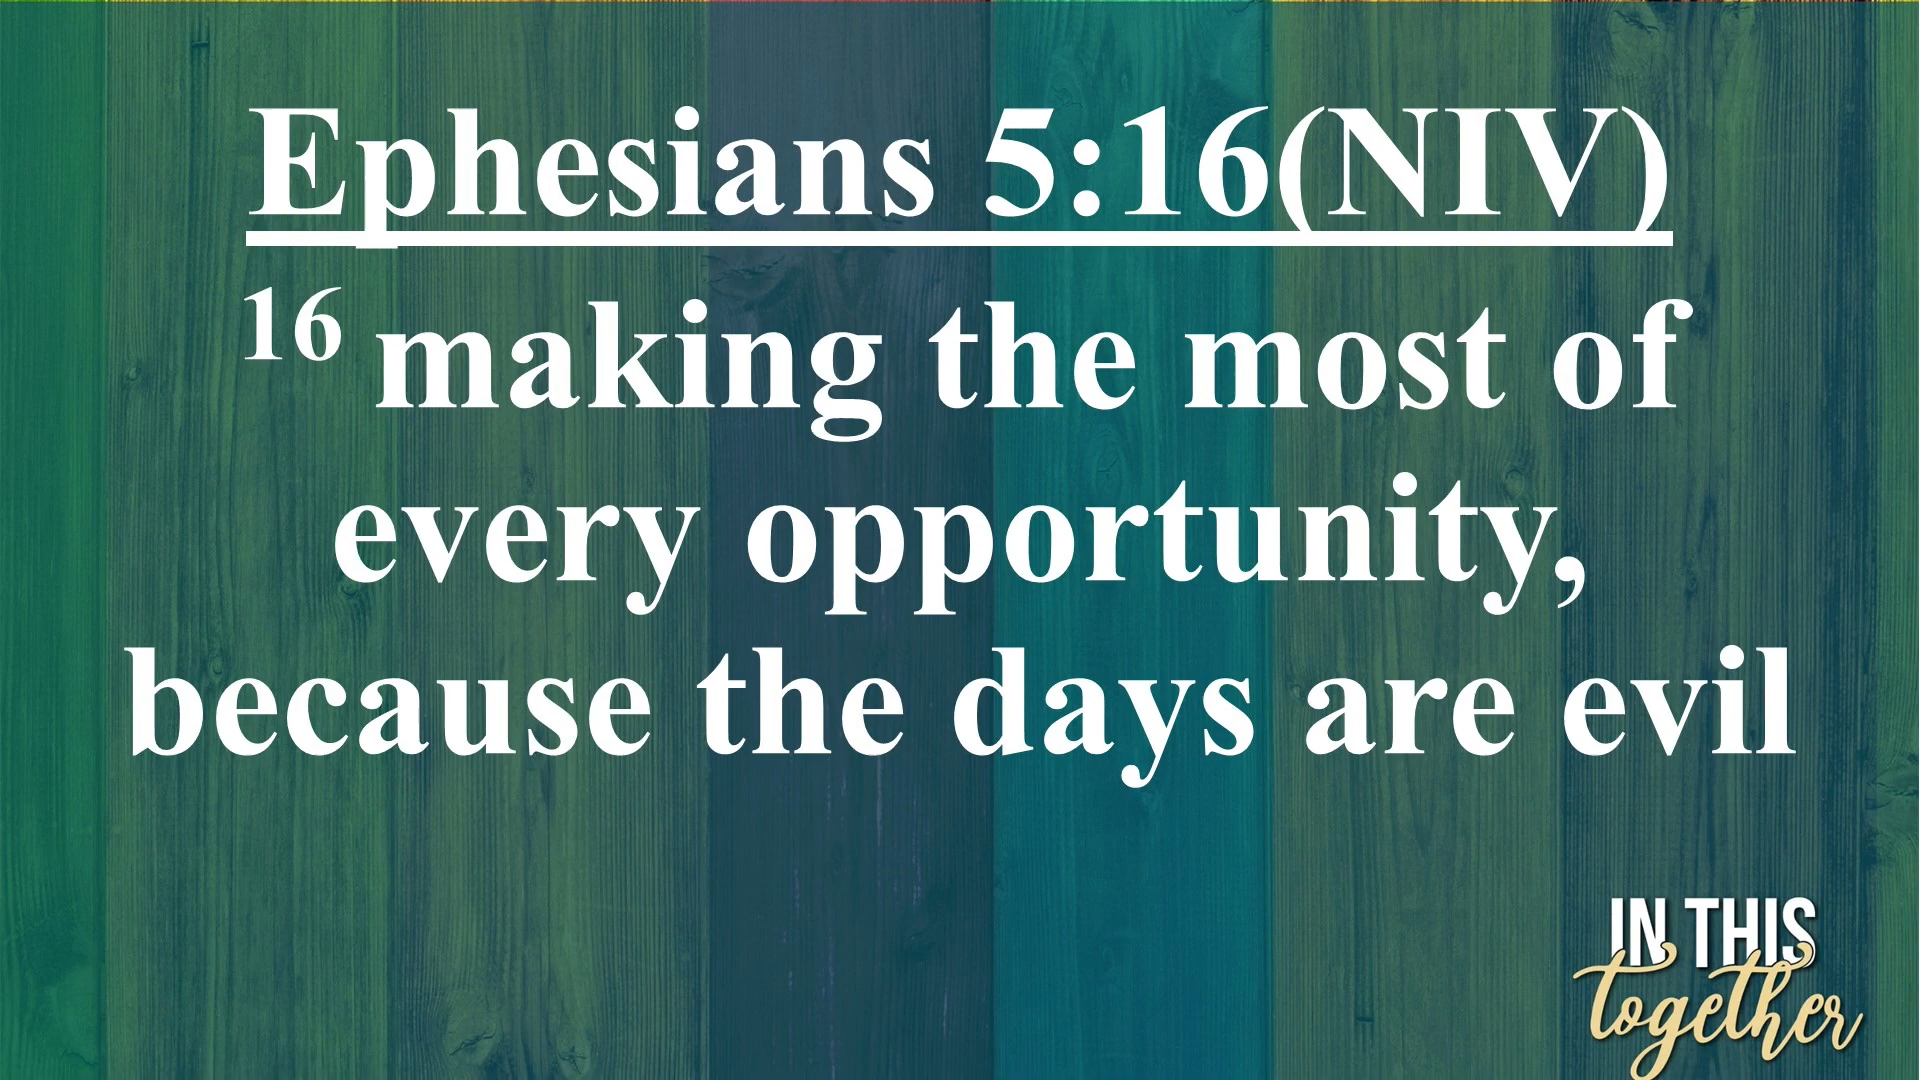 Ephesians 5:16(NIV)
16 making the most of
every opportunity,
because the days are evil
IN THIS
together